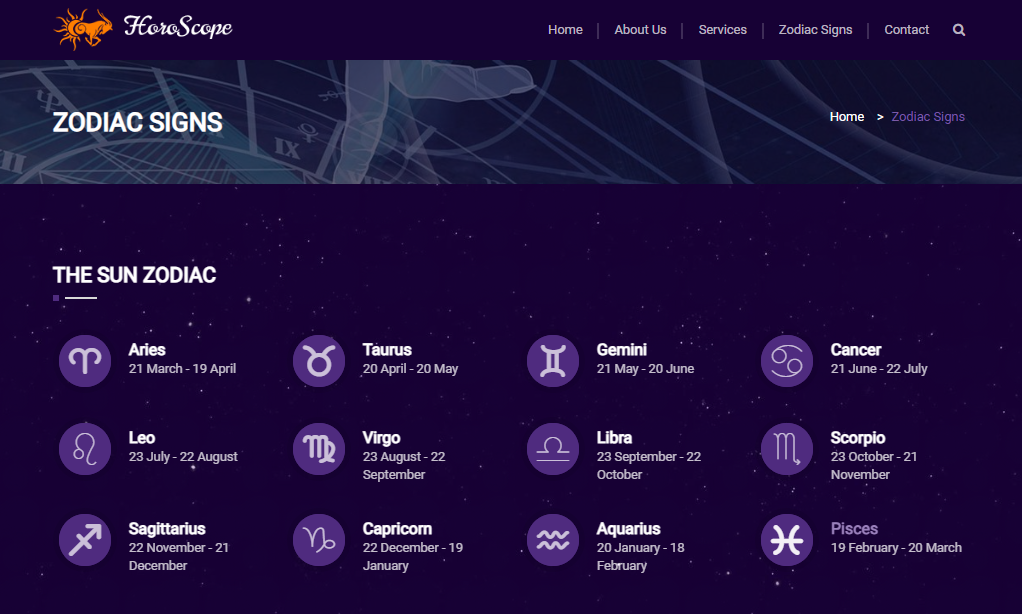 HoroScope
Home
About Us
Services
Zodiac Signs
Contact
ZODIAC SIGNS
Home > Zodiac Signs
IX
THE SUN ZODIAC
Aries
21 March - 19 April
Taurus
20 April - 20 May
Gemini
21 May - 20 June
Cancer
21 June - 22 July
Leo
23 July - 22 August
Virgo
23 August - 22
September
Libra
23 September - 22
October
Scorpio
23 October - 21
November
Sagittarius
22 November - 21
December
Capricorn
22 December - 19
January
Aquarius
20 January - 18
February
Pisces
19 February - 20 March